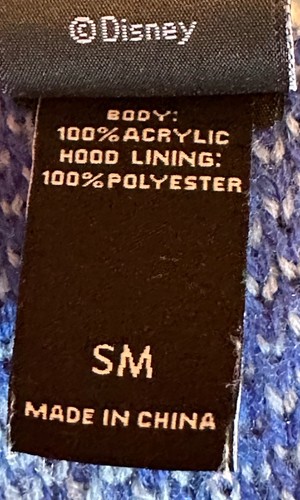 ©Disney
BODY:
100% ACRYLIC
HOOD LINING:
100% POLYESTER
SM
MADE IN CHINA